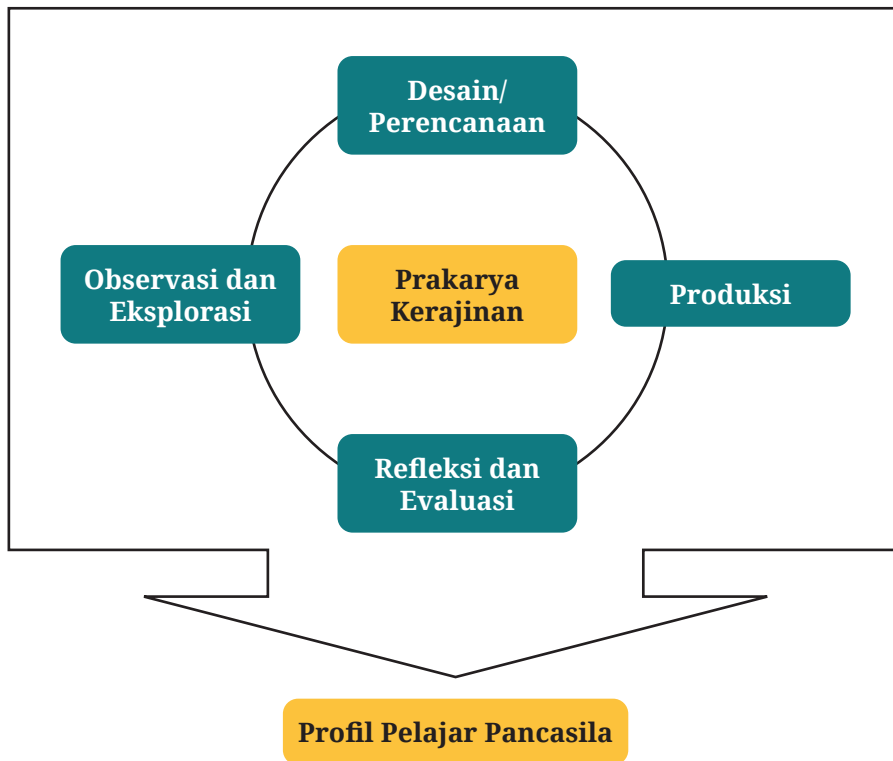 Desain/
Perencanaan
Observasi dan
Eksplorasi
Prakarya
Kerajinan
Produksi
Refleksi dan
Evaluasi
Profil Pelajar Pancasila